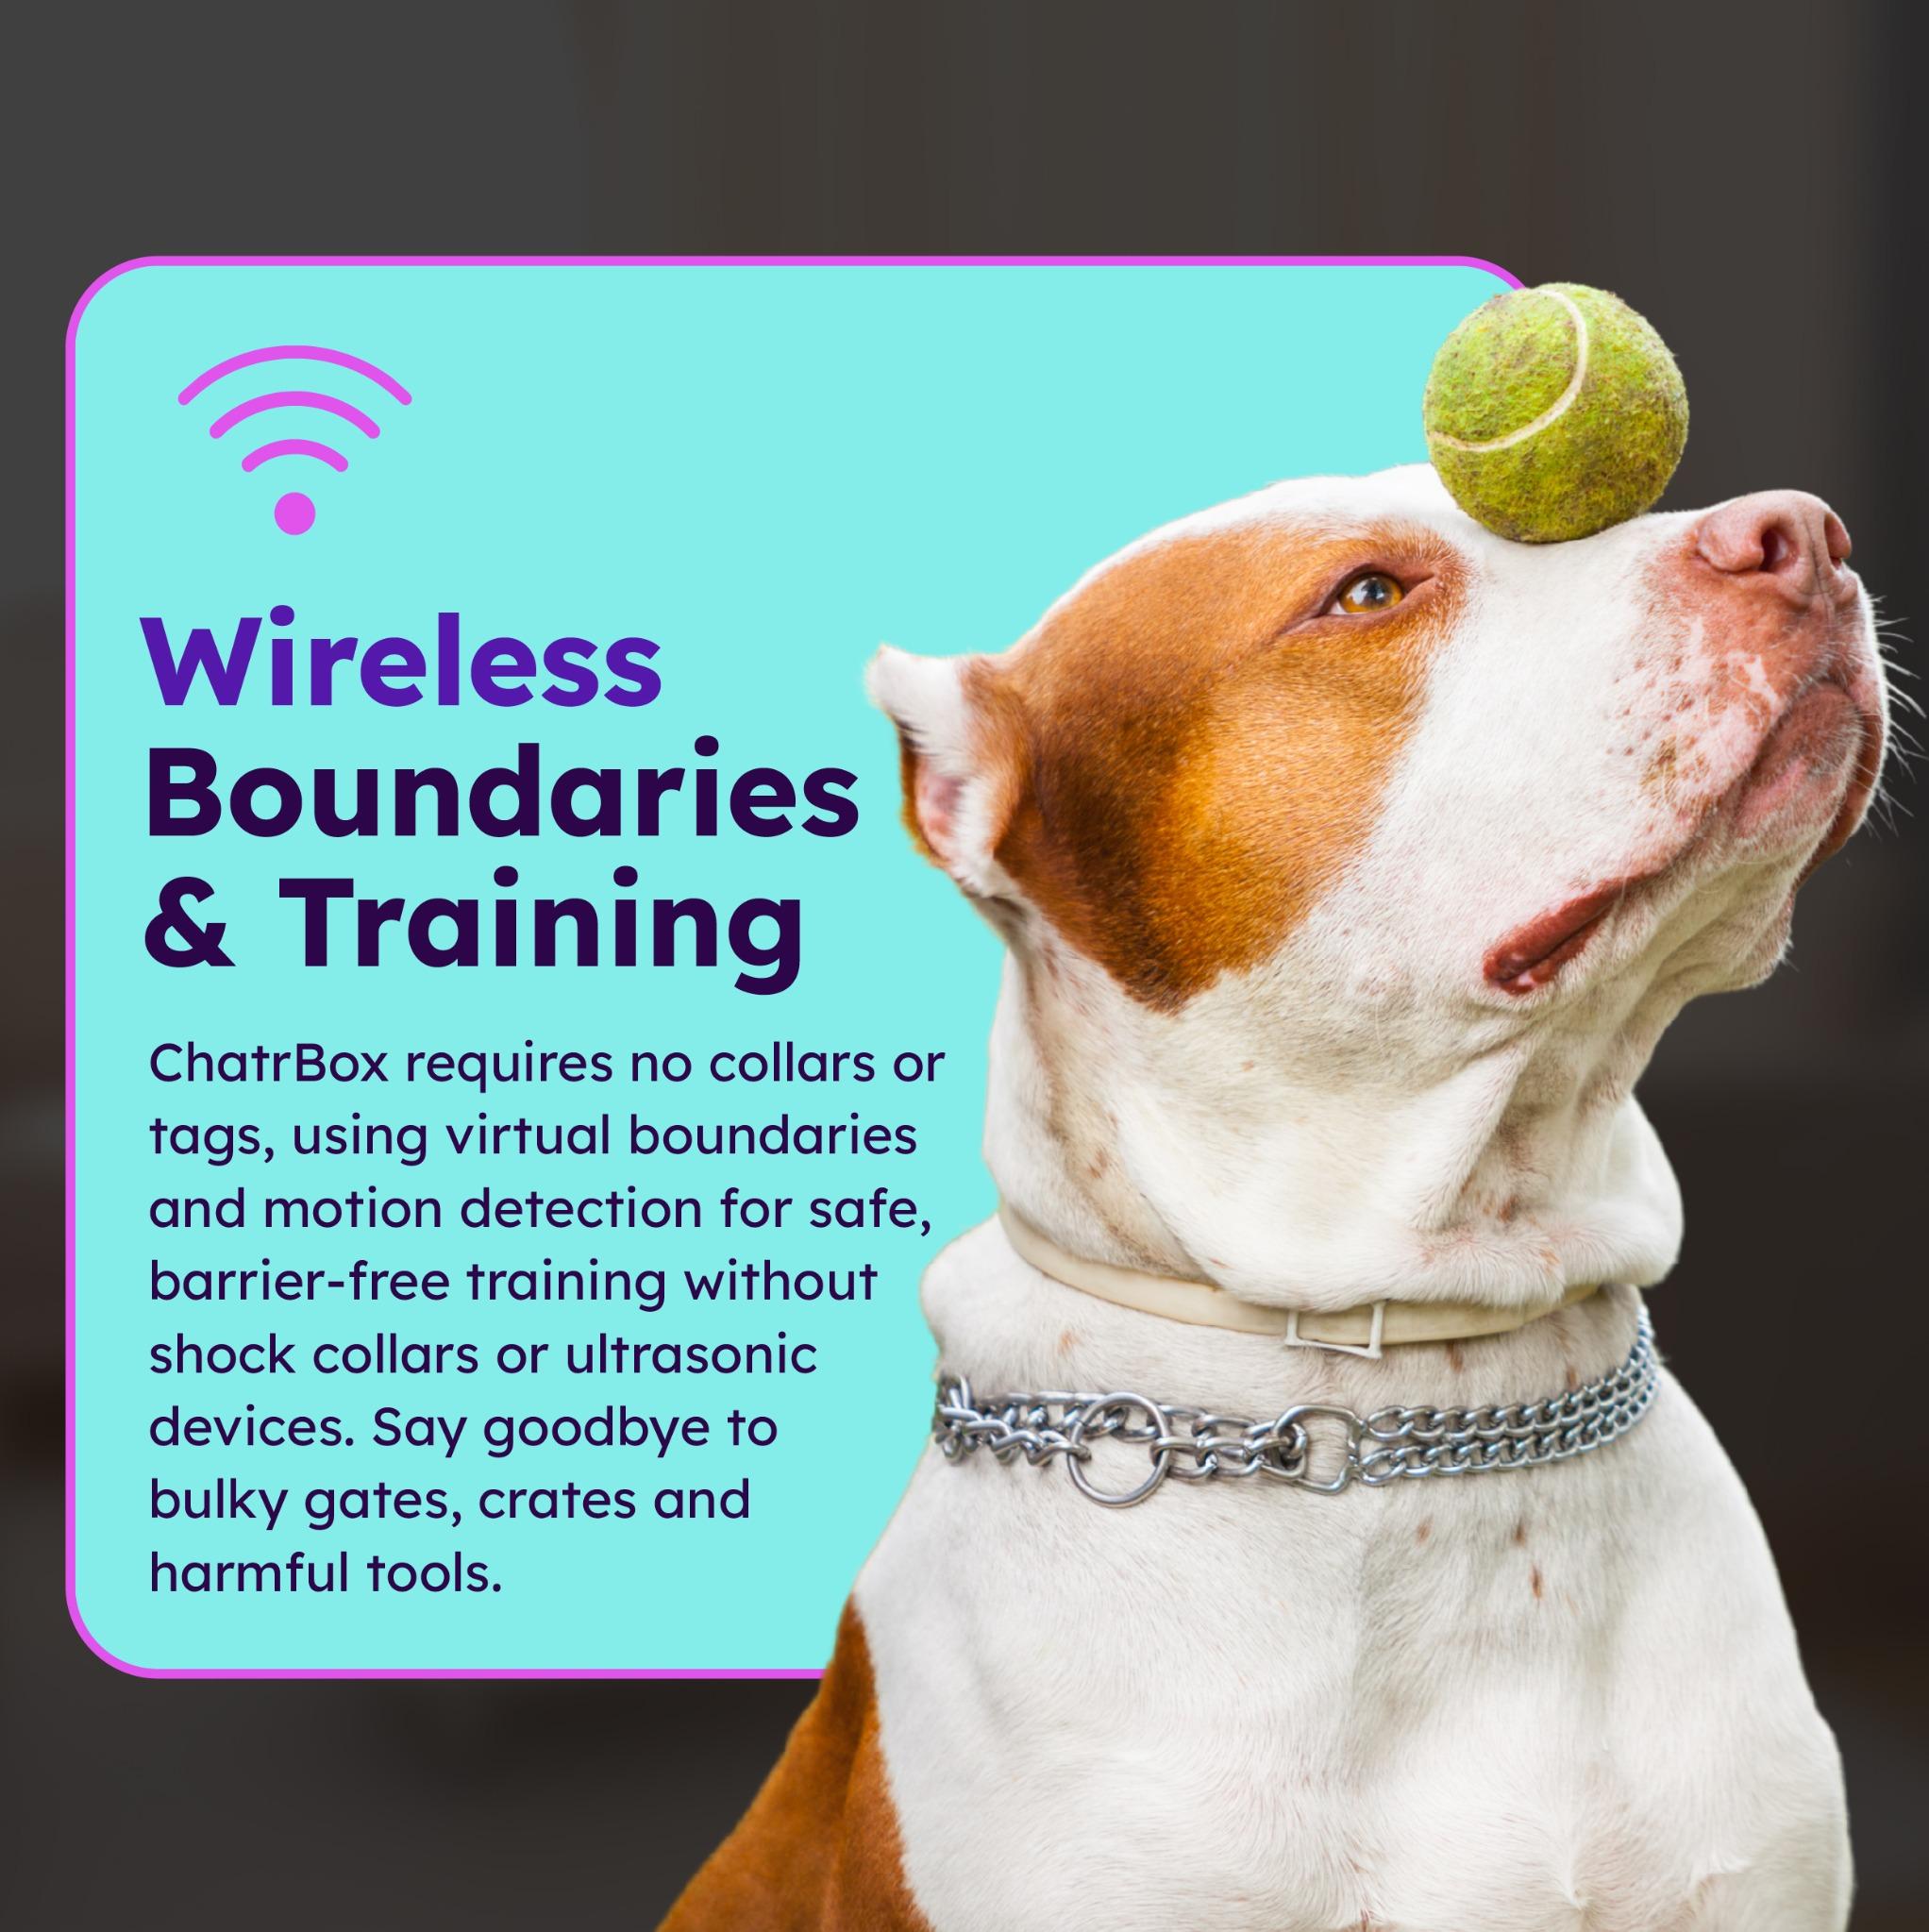 Wireless
Boundaries
& Training
ChatrBox requires no collars or
tags, using virtual boundaries
and motion detection for safe,
barrier-free training without
shock collars or ultrasonic
devices. Say goodbye to
bulky gates, crates and
harmful tools.